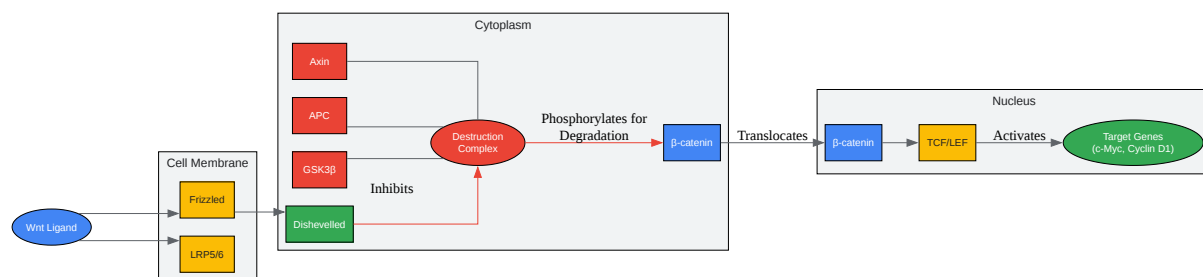 Cytoplasm
Axin
APC
GSK3β
Destruction
Complex
Inhibits
Dishevelled
Phosphorylates for
Degradation
β-catenin
Translocates
Nucleus
β-catenin
TCF/LEF
Activates
Target Genes
(c-Myc, Cyclin D1)
Cell Membrane
Frizzled
LRP5/6
Wnt Ligand